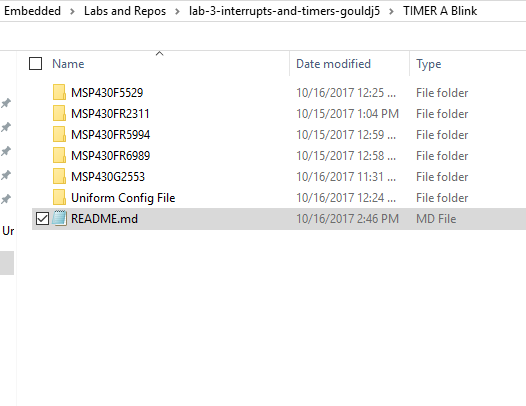 Embedded > Labs and Repos > lab-3-interrupts-and-timers-gouldj5 > TIMER A Blink
Name Date modified Type
MSP430F5529 10/16/2017 12:25 ... File folder
MSP430FR2311 10/15/2017 1:04 PM File folder
MSP430FR5994 10/15/2017 12:59 ... File folder
MSP430FR6989 10/15/2017 12:58 ... File folder
MSP430G2553 10/16/2017 11:31 ... File folder
Uniform Config File 10/16/2017 12:24 ... File folder
README.md 10/16/2017 2:46 PM MD File
Ur